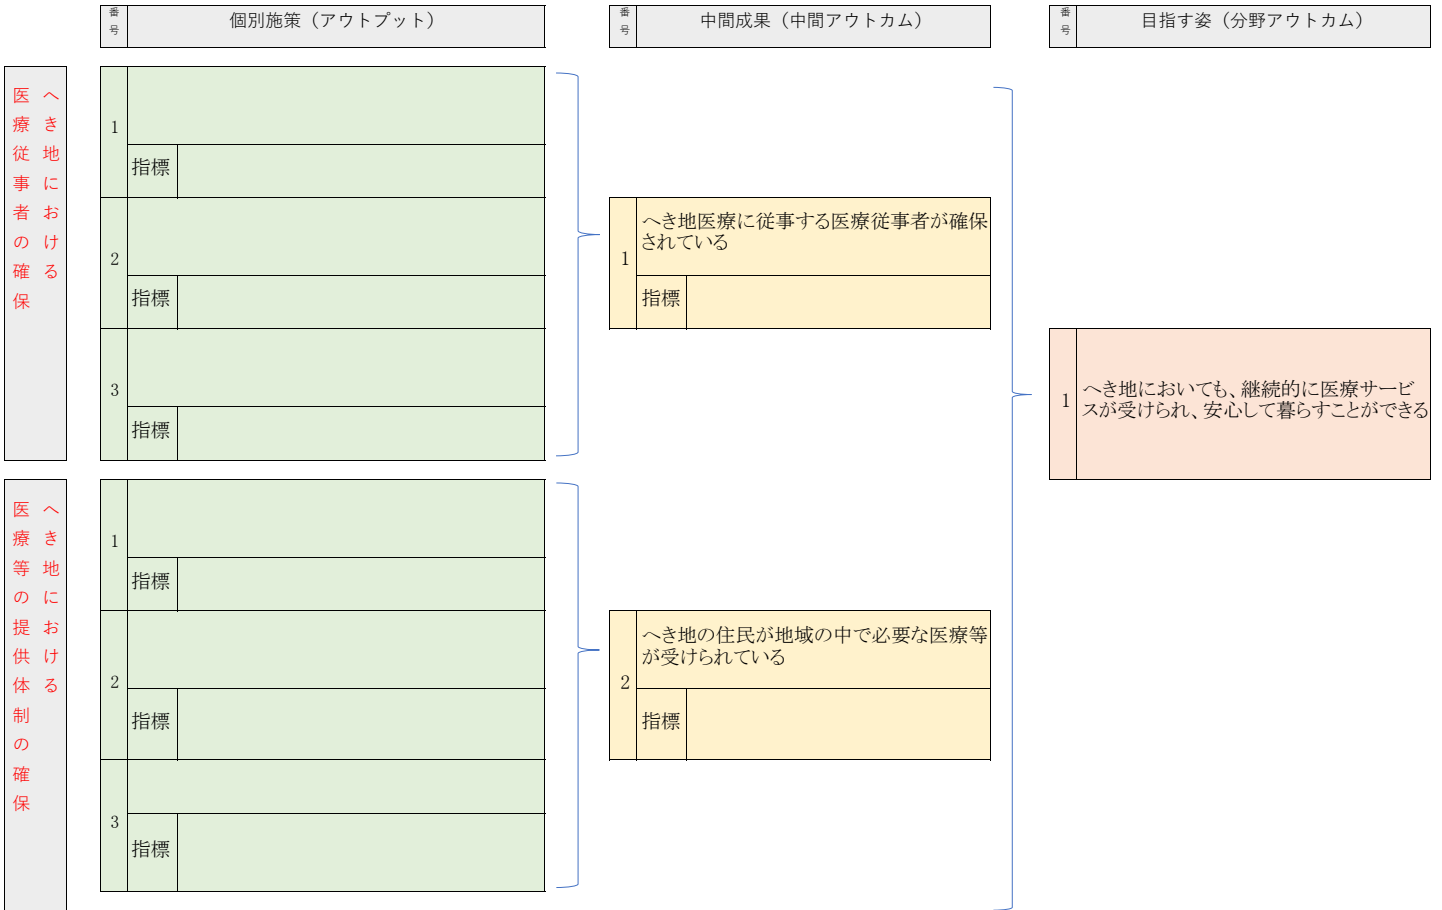 番号
個別施策（アウトプット）
番号
中間成果（中間アウトカム）
番号
目指す姿（分野アウトカム）
へき地における
医療従事者の確保
1
指標
2
指標
3
指標
1
へき地医療に従事する医療従事者が確保
されている
指標
1
へき地においても、継続的に医療サービ
スが受けられ、安心して暮らすことができる
へき地における
医療等の提供体制の確保
1
指標
2
指標
3
指標
2
へき地の住民が地域の中で必要な医療等
が受けられている
指標